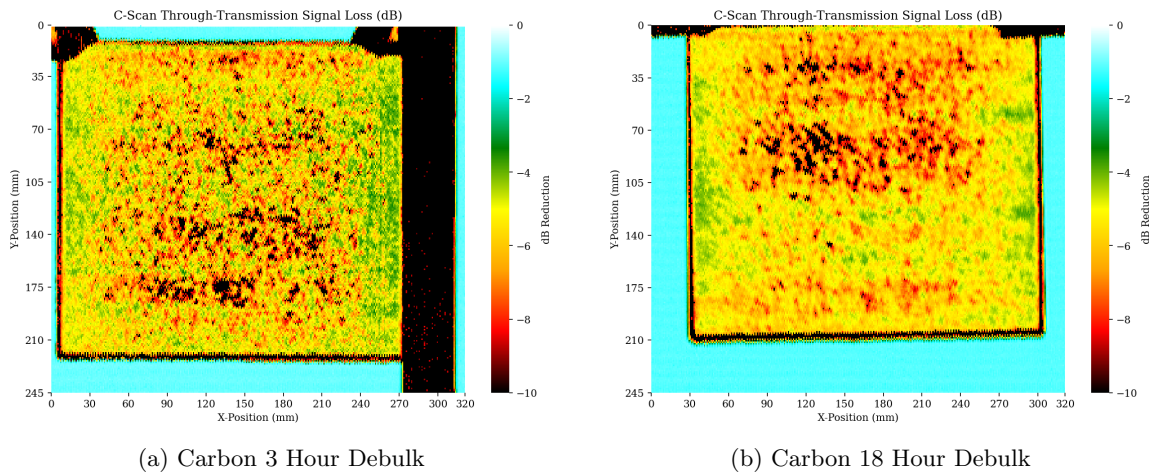 C-Scan Through-Transmission Signal Loss (dB)
0
35
70
105
140
175
210
245
Y-Position (mm)
0 30 60 90 120 150 180 210 240 270 300 320
X-Position (mm)
0
−2
−4
−6
−8
−10
dB Reduction
(a) Carbon 3 Hour Debulk
C-Scan Through-Transmission Signal Loss (dB)
0
35
70
105
140
175
210
245
Y-Position (mm)
0 30 60 90 120 150 180 210 240 270 300 320
X-Position (mm)
0
−2
−4
−6
−8
−10
dB Reduction
(b) Carbon 18 Hour Debulk